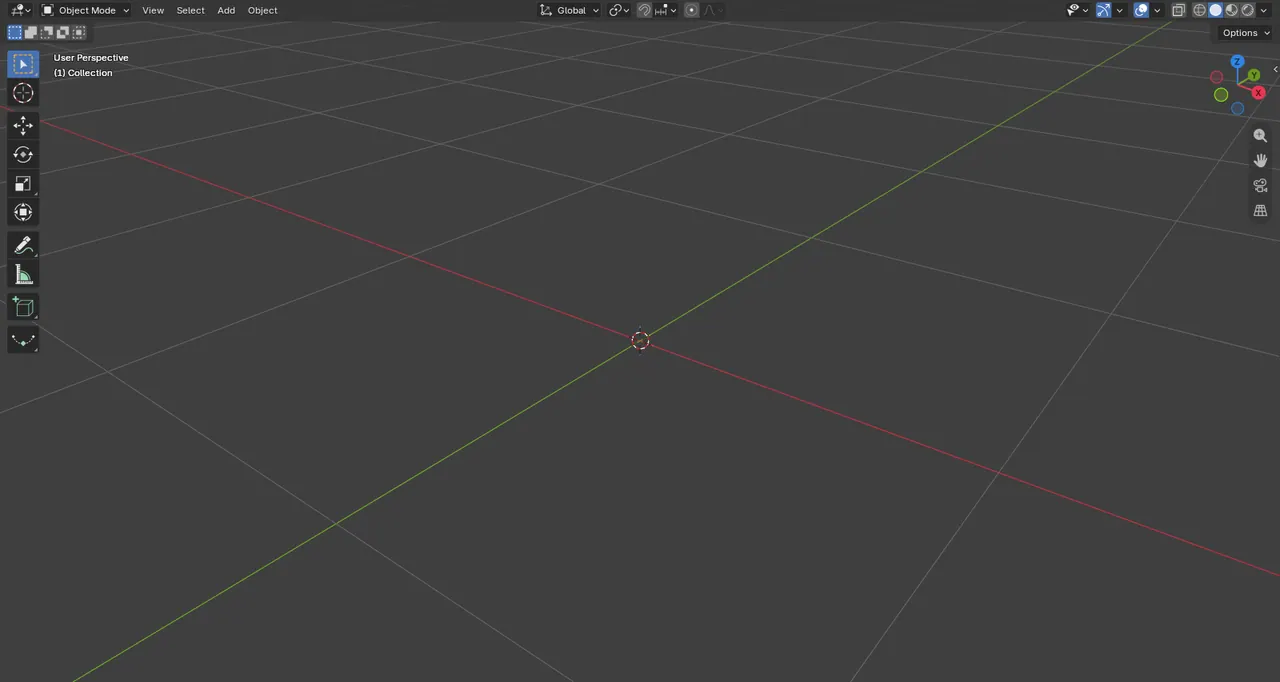 Object Mode View Select Add Object Global
Options
User Perspective
(1) Collection
Z
Y
X